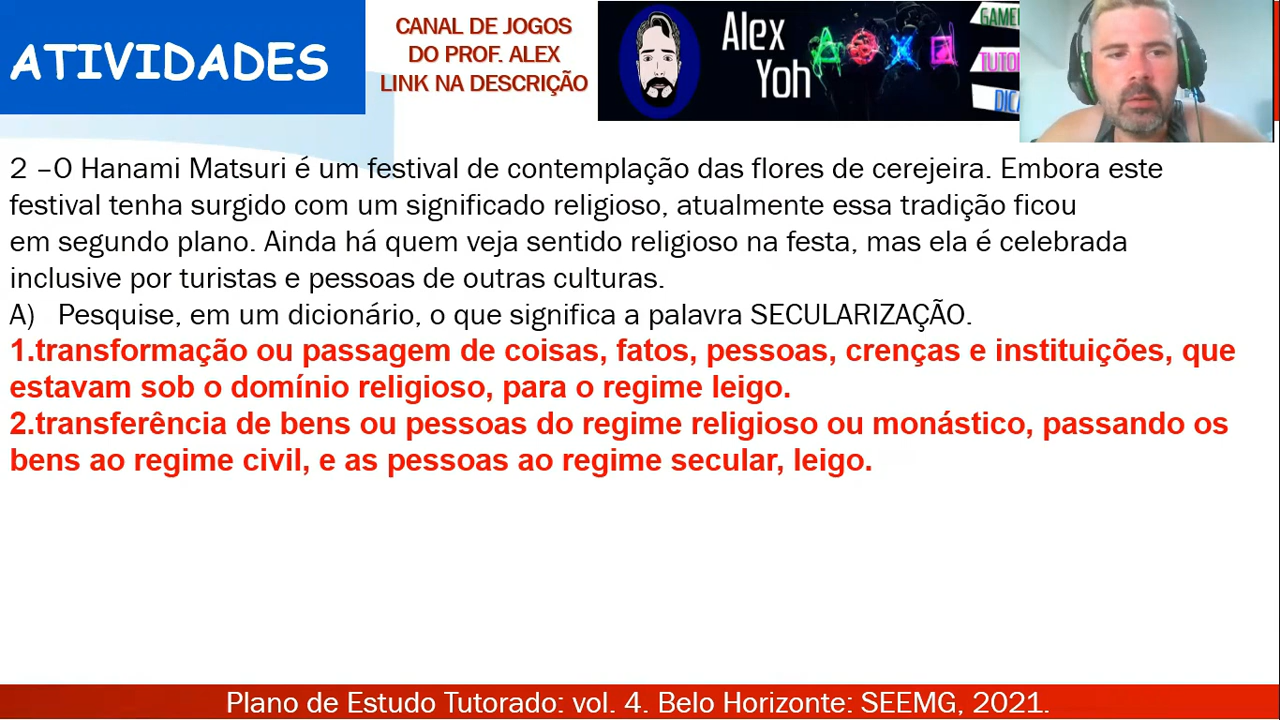 ATIVIDADES
CANAL DE JOGOS
DO PROF. ALEX
LINK NA DESCRIÇÃO
Alex
Yoh
2 –O Hanami Matsuri é um festival de contemplação das flores de cerejeira. Embora este
festival tenha surgido com um significado religioso, atualmente essa tradição ficou
em segundo plano. Ainda há quem veja sentido religioso na festa, mas ela é celebrada
inclusive por turistas e pessoas de outras culturas.
A) Pesquise, em um dicionário, o que significa a palavra SECULARIZAÇÃO.
1.transformação ou passagem de coisas, fatos, pessoas, crenças e instituições, que
estavam sob o domínio religioso, para o regime leigo.
2.transferência de bens ou pessoas do regime religioso ou monástico, passando os
bens ao regime civil, e as pessoas ao regime secular, leigo.
Plano de Estudo Tutorado: vol. 4. Belo Horizonte: SEEMG, 2021.